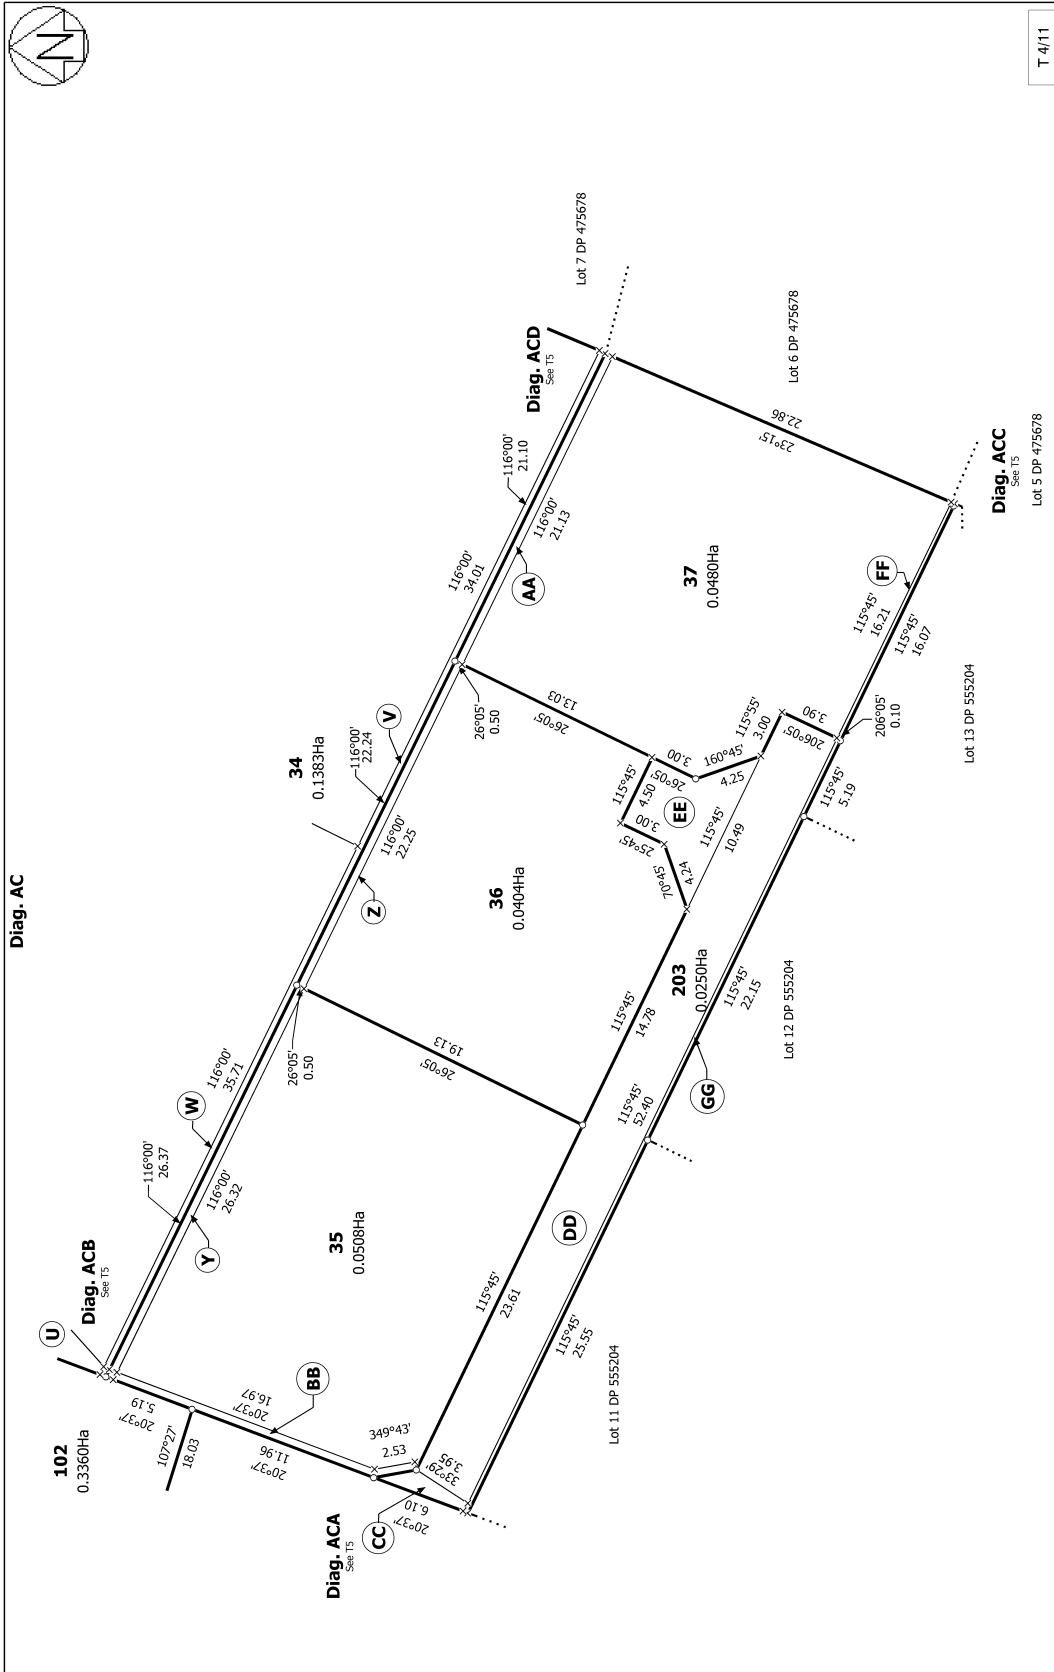 Diag. AC
N
T 4/11
102
0.3360Ha
U
Diag. ACB
See T5
20°37'
5.19
107°27'
18.03
20°37'
11.96
20°37'
16.97
BB
349°43'
2.53
33°29'
3.95
20°37'
6.10
CC
Diag. ACA
See T5
116°00'
26.37
W
116°00'
35.71
116°00'
26.32
Y
35
0.0508Ha
26°05'
0.50
26°05'
19.13
115°45'
23.61
34
0.1383Ha
116°00'
22.24
V
116°00'
22.25
Z
36
0.0404Ha
26°05'
0.50
26°05'
13.03
115°45'
14.78
70°45'
4.24
25°45'
3.00
115°45'
4.50
26°05'
3.00
EE
160°45'
4.25
115°45'
10.49
115°55'
3.00
206°05'
3.90
206°05'
0.10
116°00'
34.01
116°00'
21.10
116°00'
21.13
AA
37
0.0480Ha
Diag. ACD
See T5
Lot 7 DP 475678
Lot 6 DP 475678
23°15'
22.86
Diag. ACC
See T5
Lot 5 DP 475678
FF
115°45'
16.21
115°45'
16.07
Lot 13 DP 555204
115°45'
5.19
203
0.0250Ha
115°45'
22.15
Lot 12 DP 555204
GG
115°45'
52.40
DD
115°45'
25.55
Lot 11 DP 555204